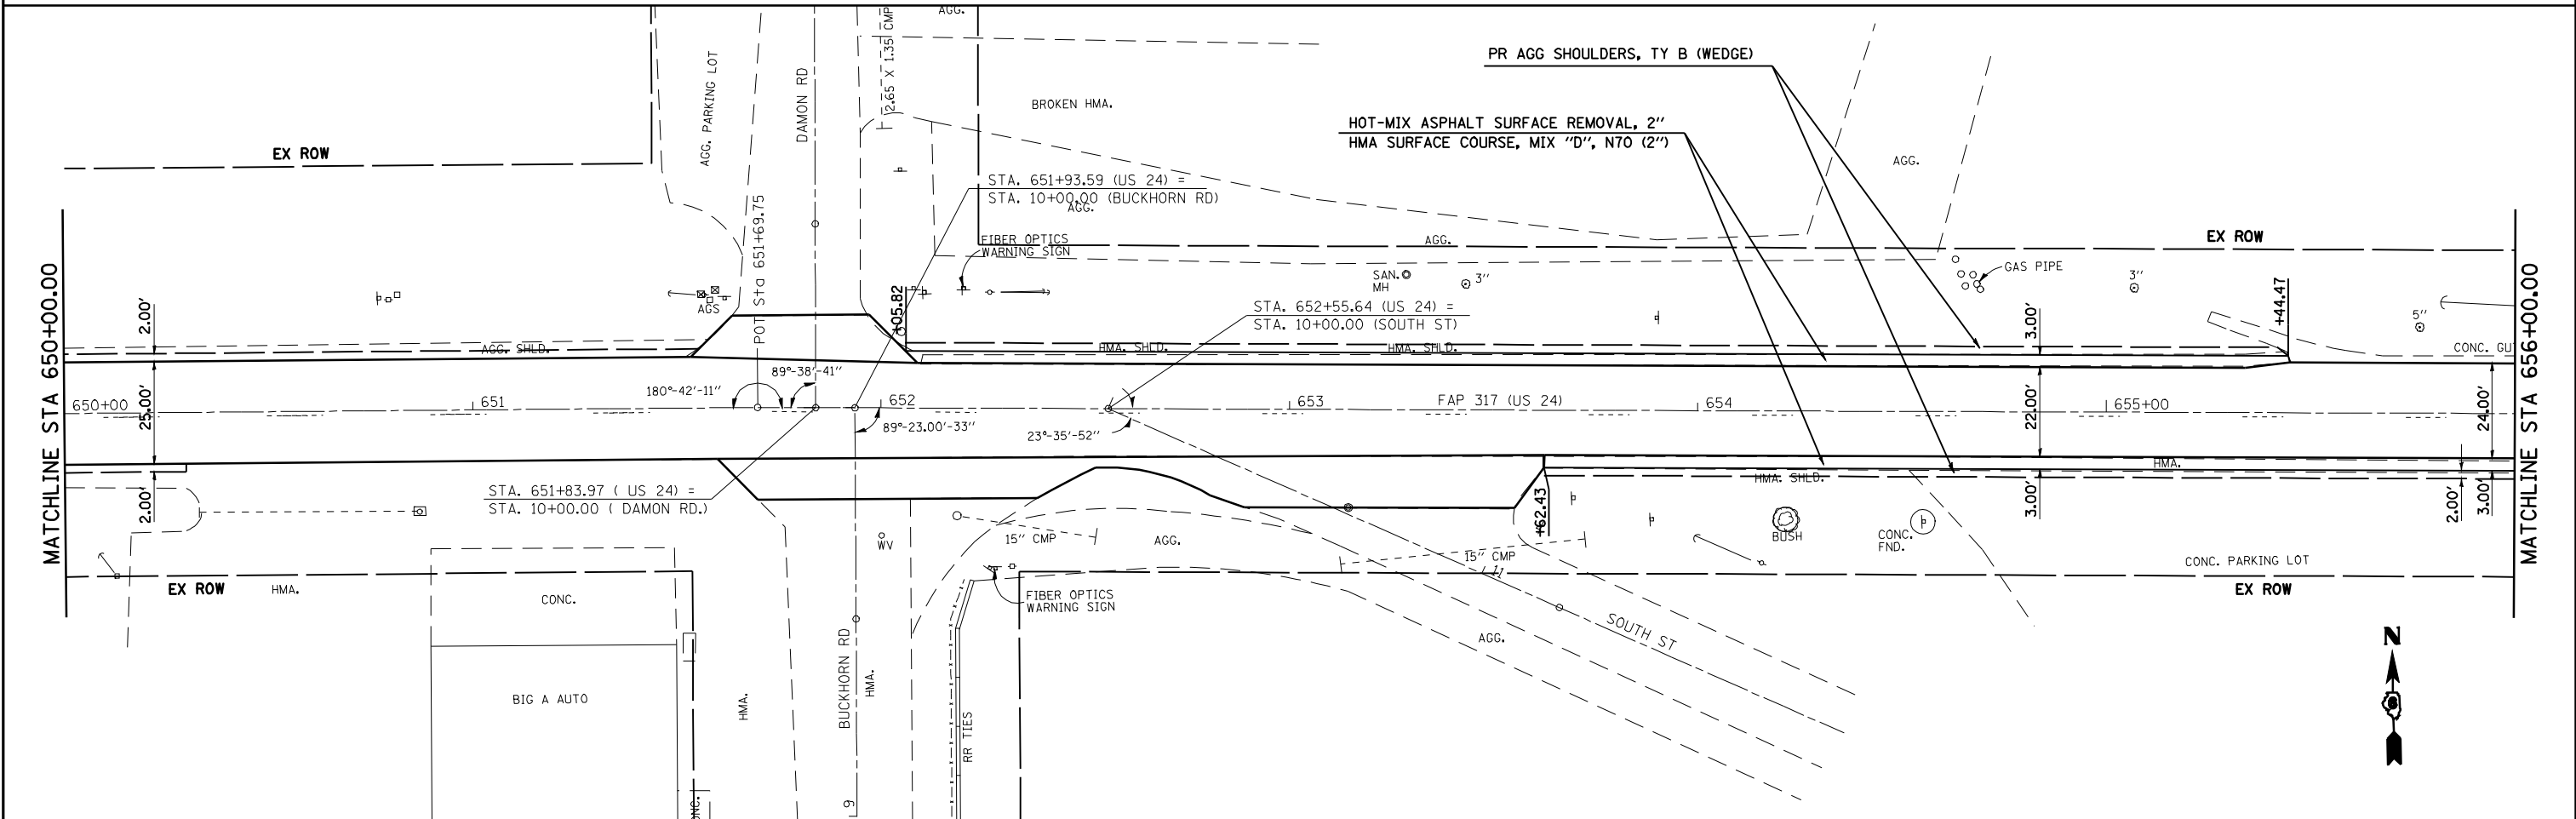 AGG.
PR AGG SHOULDERS, TY B (WEDGE)
2.65 X 1.35 CMP
AGG. PARKING LOT
DAMON RD
BROKEN HMA.
HOT-MIX ASPHALT SURFACE REMOVAL, 2"
HMA SURFACE COURSE, MIX "D", N70 (2")
EX ROW
AGG.
STA. 651+93.59 (US 24) =
STA. 10+00.00 (BUCKHORN RD)
AGG.
POT Sta 651+69.75
FIBER OPTICS
WARNING SIGN
AGG.
EX ROW
MATCHLINE STA 650+00.00
SAN.
MH
3"
GAS PIPE
3"
+44.47
MATCHLINE STA 656+00.00
2.00'
AGS
+05.82
STA. 652+55.64 (US 24) =
STA. 10+00.00 (SOUTH ST)
3.00'
5"
AGG. SHLD.
HMA. SHLD.
HMA. SHLD.
CONC. GU
89°-38'-41"
180°-42'-11"
650+00
25.00'
651
652
653
FAP 317 (US 24)
654
655+00
22.00'
24.00'
89°-23.00'-33"
23°-35'-52"
HMA.
HMA. SHLD.
STA. 651+83.97 ( US 24) =
STA. 10+00.00 ( DAMON RD.)
2.00'
+62.43
3.00'
2.00'
3.00'
WV
15" CMP
AGG.
15" CMP
L 11
BUSH
CONC.
FND.
CONC. PARKING LOT
EX ROW
HMA.
CONC.
FIBER OPTICS
WARNING SIGN
EX ROW
SOUTH ST
AGG.
N
BIG A AUTO
HMA.
BUCKHORN RD
HMA.
RR TIES
L 9